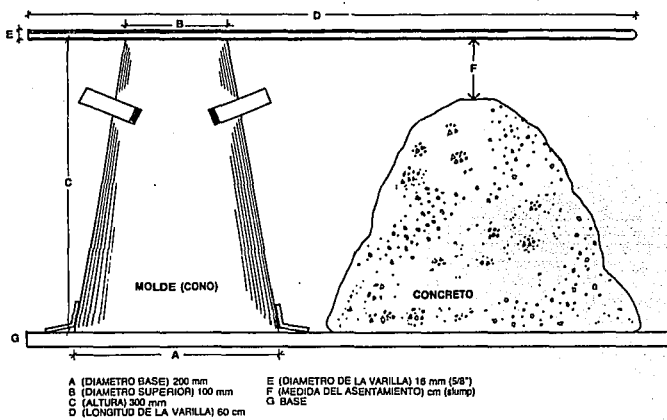 D
B
E
F
C
MOLDE (CONO)
CONCRETO
G
A
A (DIAMETRO BASE) 200 mm
B (DIAMETRO SUPERIOR) 100 mm
C (ALTURA) 300 mm
D (LONGITUD DE LA VARILLA) 60 cm
E (DIAMETRO DE LA VARILLA) 16 mm (5/8")
F (MEDIDA DEL ASENTAMIENTO) cm (slump)
G BASE